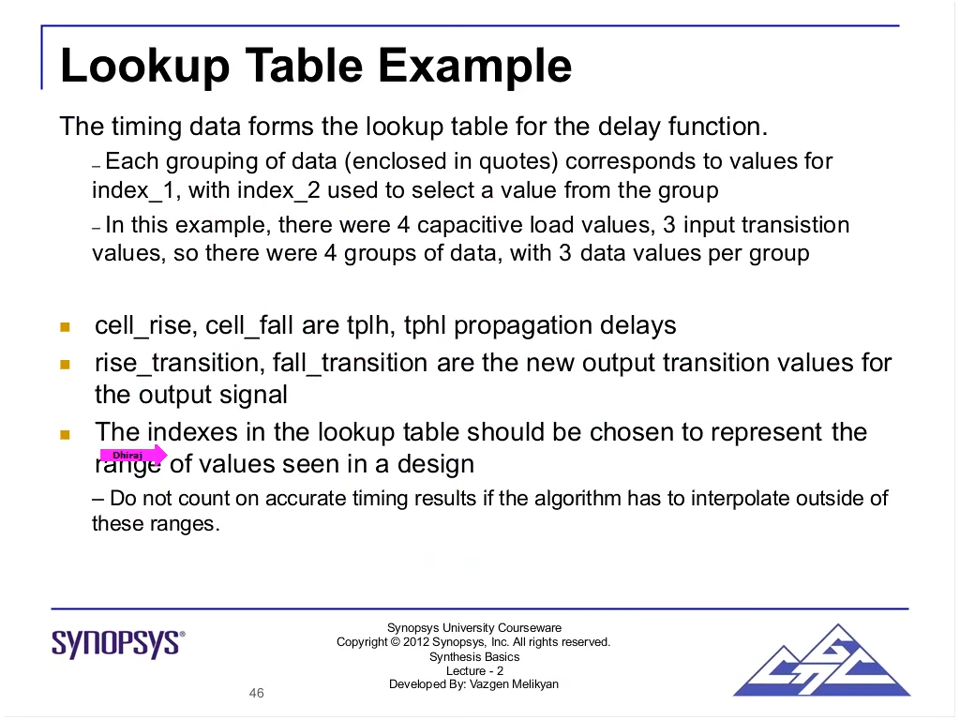 Lookup Table Example
The timing data forms the lookup table for the delay function.
– Each grouping of data (enclosed in quotes) corresponds to values for
index_1, with index_2 used to select a value from the group
– In this example, there were 4 capacitive load values, 3 input transistion
values, so there were 4 groups of data, with 3 data values per group
cell_rise, cell_fall are tplh, tphl propagation delays
rise_transition, fall_transition are the new output transition values for
the output signal
The indexes in the lookup table should be chosen to represent the
Dhiraj
range of values seen in a design
– Do not count on accurate timing results if the algorithm has to interpolate outside of
these ranges.
SYNOPSYS®
Synopsys University Courseware
Copyright © 2012 Synopsys, Inc. All rights reserved.
Synthesis Basics
Lecture - 2
Developed By: Vazgen Melikyan
46